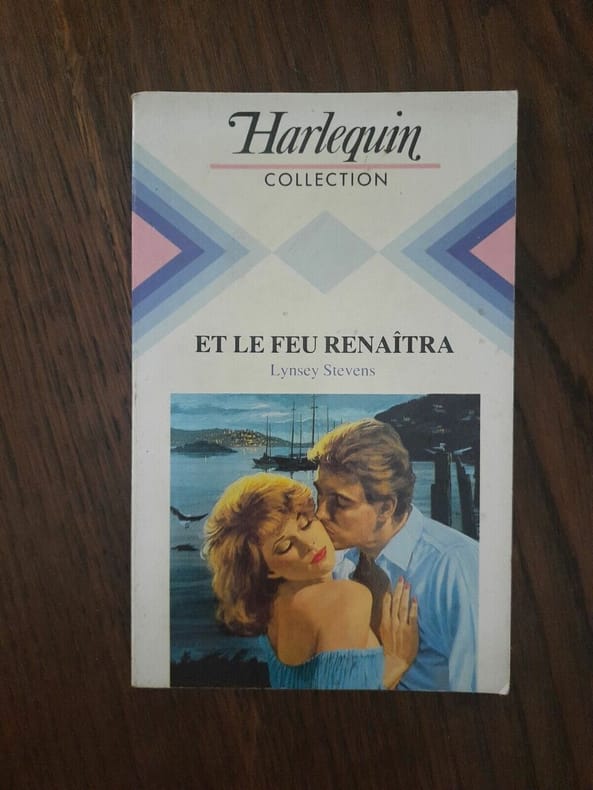 Harlequin
COLLECTION
ET LE FEU RENAÎTRA
Lynsey Stevens